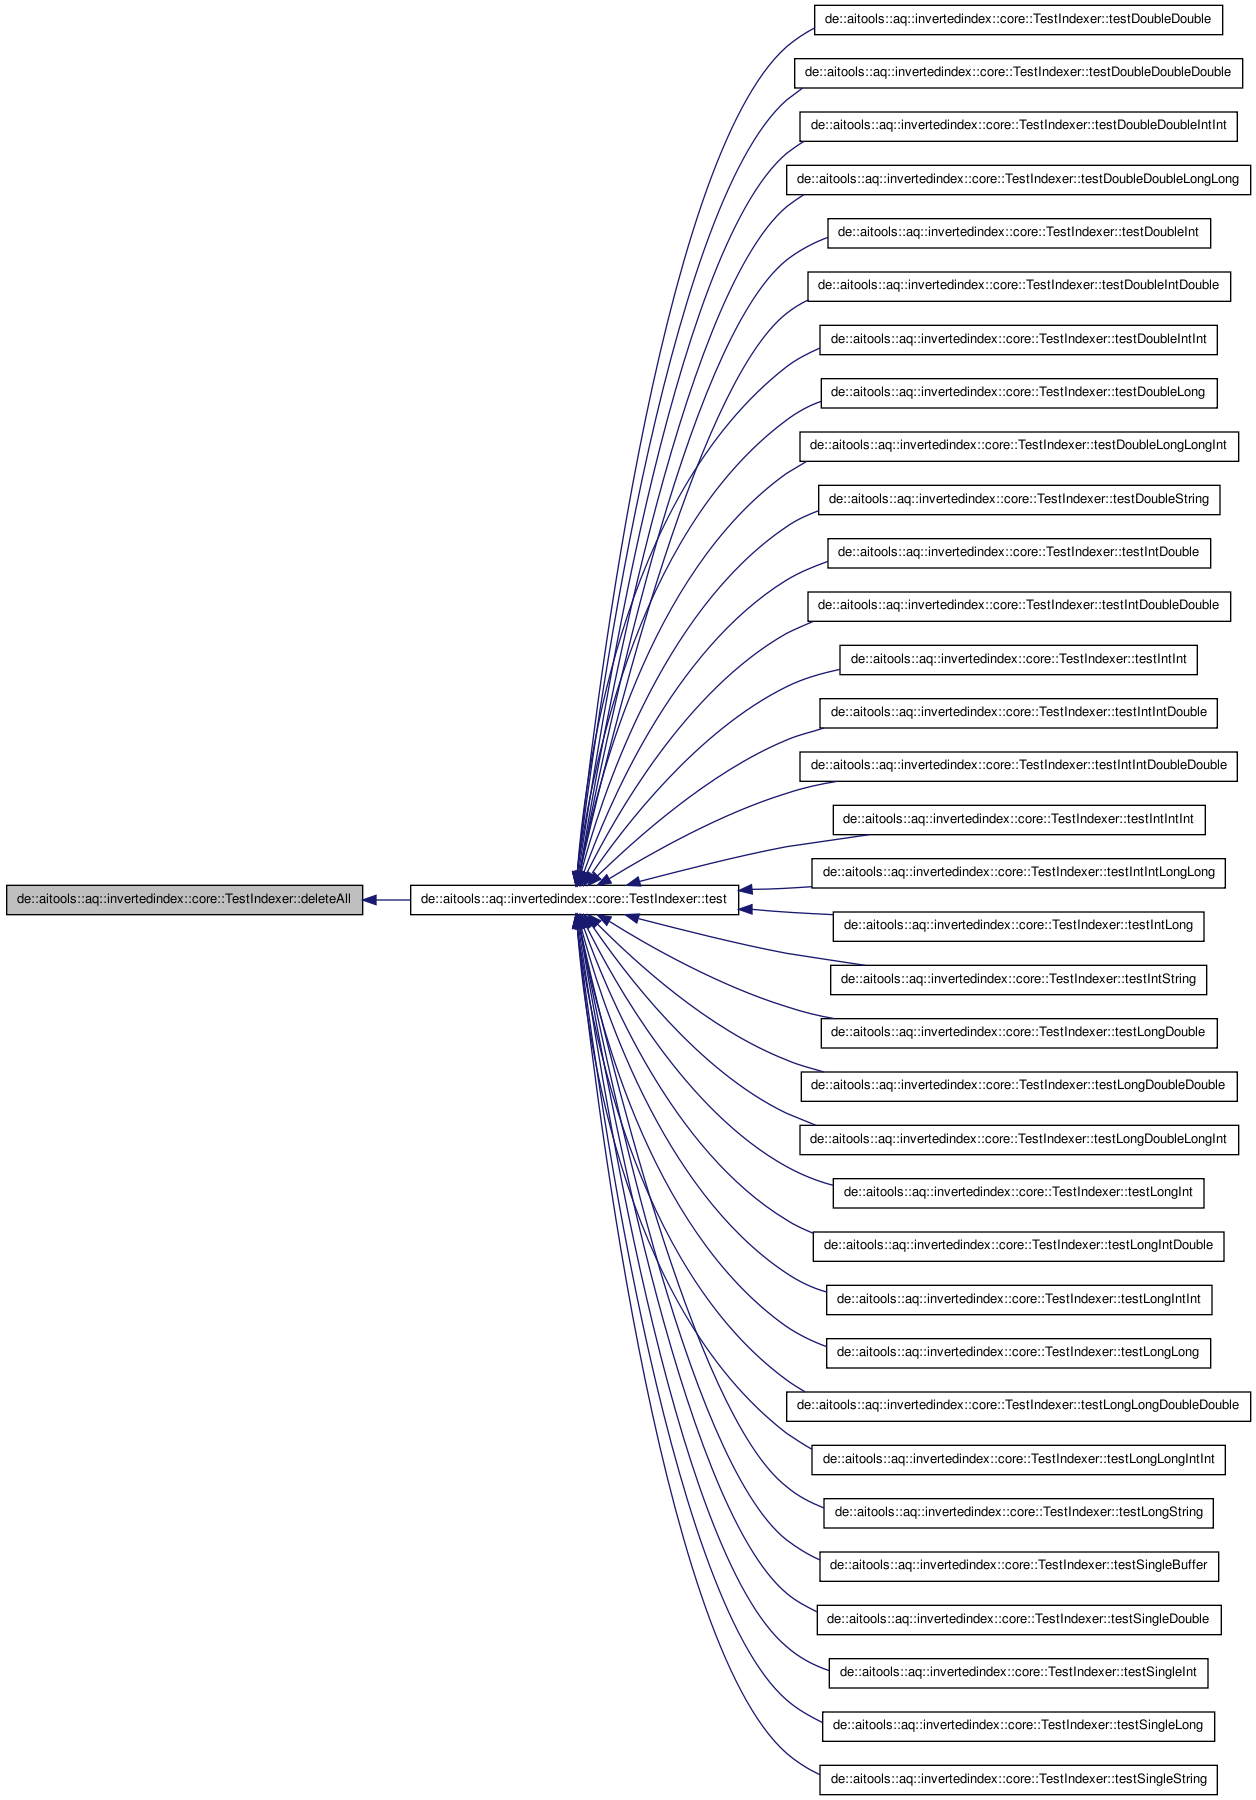 de::aitools::aq::invertedindex::core::TestIndexer::testDoubleDouble
de::aitools::aq::invertedindex::core::TestIndexer::testDoubleDoubleDouble
de::aitools::aq::invertedindex::core::TestIndexer::testDoubleDoubleIntInt
de::aitools::aq::invertedindex::core::TestIndexer::testDoubleDoubleLongLong
de::aitools::aq::invertedindex::core::TestIndexer::testDoubleInt
de::aitools::aq::invertedindex::core::TestIndexer::testDoubleIntDouble
de::aitools::aq::invertedindex::core::TestIndexer::testDoubleIntInt
de::aitools::aq::invertedindex::core::TestIndexer::testDoubleLong
de::aitools::aq::invertedindex::core::TestIndexer::testDoubleLongLongInt
de::aitools::aq::invertedindex::core::TestIndexer::testDoubleString
de::aitools::aq::invertedindex::core::TestIndexer::testIntDouble
de::aitools::aq::invertedindex::core::TestIndexer::testIntDoubleDouble
de::aitools::aq::invertedindex::core::TestIndexer::testIntInt
de::aitools::aq::invertedindex::core::TestIndexer::testIntIntDouble
de::aitools::aq::invertedindex::core::TestIndexer::testIntIntDoubleDouble
de::aitools::aq::invertedindex::core::TestIndexer::testIntIntInt
de::aitools::aq::invertedindex::core::TestIndexer::testIntIntLongLong
de::aitools::aq::invertedindex::core::TestIndexer::deleteAll
de::aitools::aq::invertedindex::core::TestIndexer::test
de::aitools::aq::invertedindex::core::TestIndexer::testIntLong
de::aitools::aq::invertedindex::core::TestIndexer::testIntString
de::aitools::aq::invertedindex::core::TestIndexer::testLongDouble
de::aitools::aq::invertedindex::core::TestIndexer::testLongDoubleDouble
de::aitools::aq::invertedindex::core::TestIndexer::testLongDoubleLongInt
de::aitools::aq::invertedindex::core::TestIndexer::testLongInt
de::aitools::aq::invertedindex::core::TestIndexer::testLongIntDouble
de::aitools::aq::invertedindex::core::TestIndexer::testLongIntInt
de::aitools::aq::invertedindex::core::TestIndexer::testLongLong
de::aitools::aq::invertedindex::core::TestIndexer::testLongLongDoubleDouble
de::aitools::aq::invertedindex::core::TestIndexer::testLongLongIntInt
de::aitools::aq::invertedindex::core::TestIndexer::testLongString
de::aitools::aq::invertedindex::core::TestIndexer::testSingleBuffer
de::aitools::aq::invertedindex::core::TestIndexer::testSingleDouble
de::aitools::aq::invertedindex::core::TestIndexer::testSingleInt
de::aitools::aq::invertedindex::core::TestIndexer::testSingleLong
de::aitools::aq::invertedindex::core::TestIndexer::testSingleString